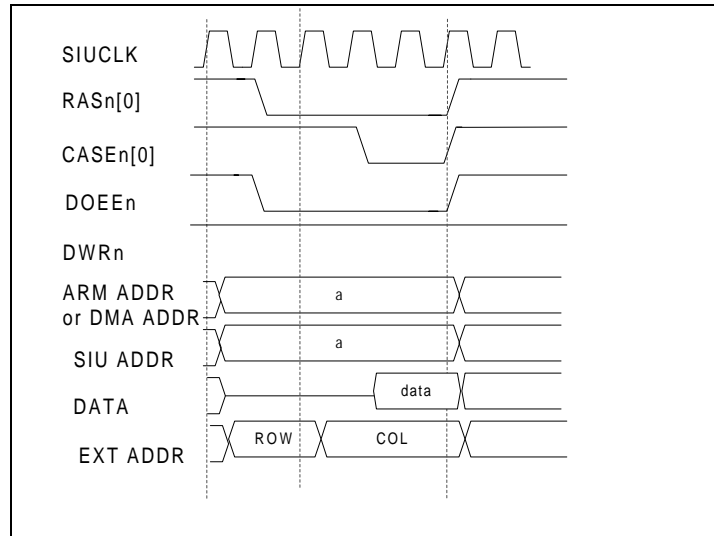 SIUCLK
RASn[0]
CASEn[0]
DOEEn
DWRn
ARM ADDR
or DMA ADDR
a
SIU ADDR
a
DATA
data
EXT ADDR
ROW
COL